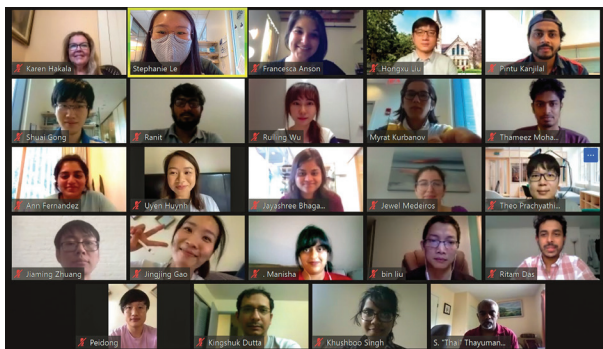 Karen Hakala
Stephanie Le
Francesca Anson
Hongxu Liu
Pintu Kanjilal
Shuai Gong
Ranit
Ruiling Wu
Myrat Kurbanov
Thameez Moha...
Ann Fernandez
Uyen Huynh
Jayashree Bhaga...
Jewel Medeiros
Theo Prachyathi...
Jiaming Zhuang
Jingjing Gao
. Manisha
bin liu
Ritam Das
Peidong
Kingshuk Dutta
Khushboo Singh
S. "Thai" Thayuman...